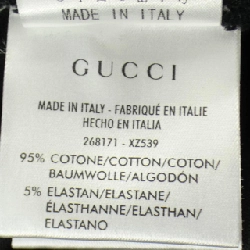 MADE IN ITALY
GUCCI
MADE IN ITALY - FABRIQUÉ EN ITALIE
HECHO EN ITALIA
268171 - XZ539
95% COTONE/COTTON/COTON/
BAUMWOLLE/ALGODÓN
5% ELASTAN/ELASTANE/
ÉLASTHANNE/ELASTHAN/
ELASTANO